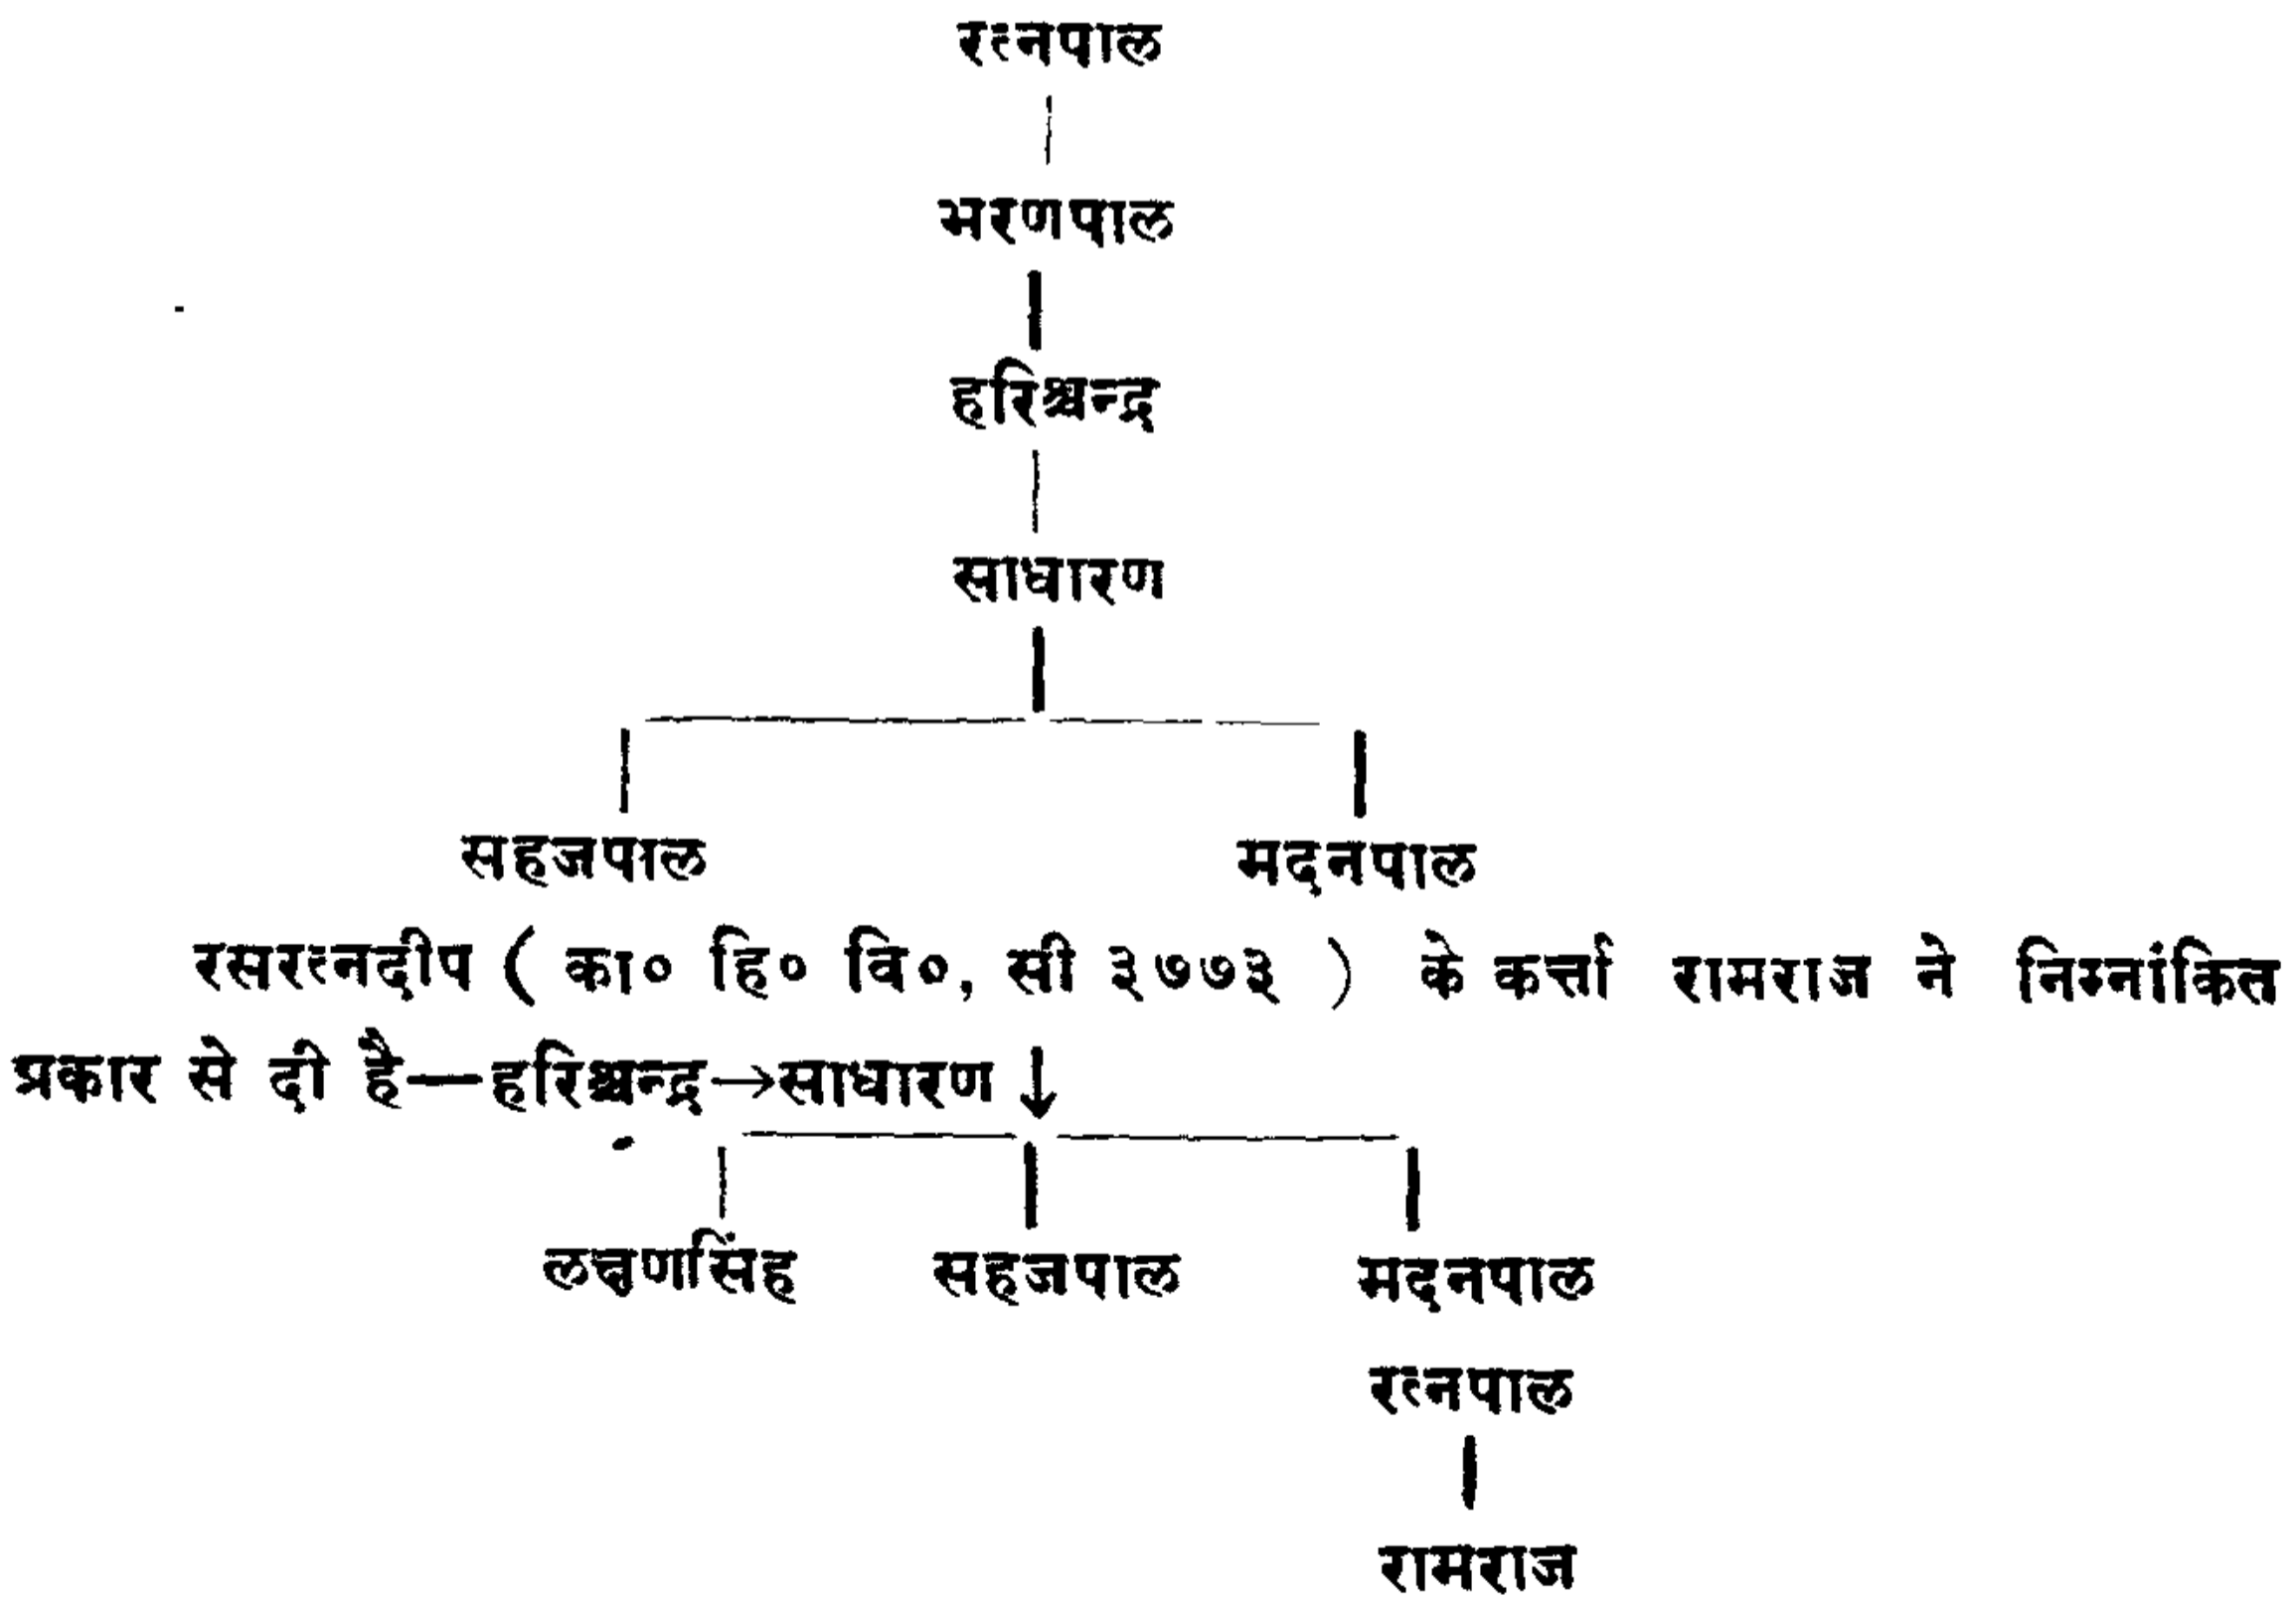 रत्नपाल
भरणपाल
हरिश्चन्द्र
साधारण
सहजपाल मदनपाल
रसरत्नदीप ( का० हि० वि०, सी ३७७३ ) के कर्त्ता रामराज ने निम्नांकित
प्रकार से दी है—हरिश्चन्द्र→साधारण ↓
लक्षणसिंह सहजपाल मदनपाल
रत्नपाल
रामराज